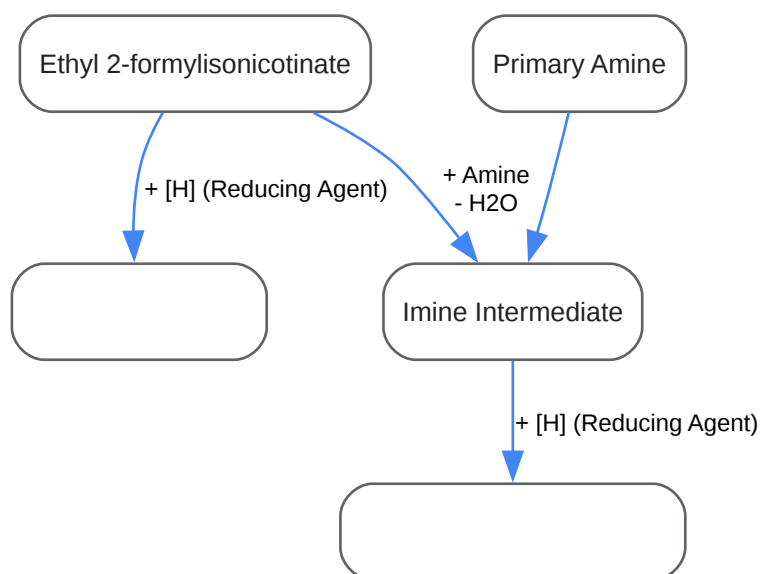 Ethyl 2-formylisonicotinate
Primary Amine
+ [H] (Reducing Agent)
+ Amine
- H2O
Imine Intermediate
+ [H] (Reducing Agent)